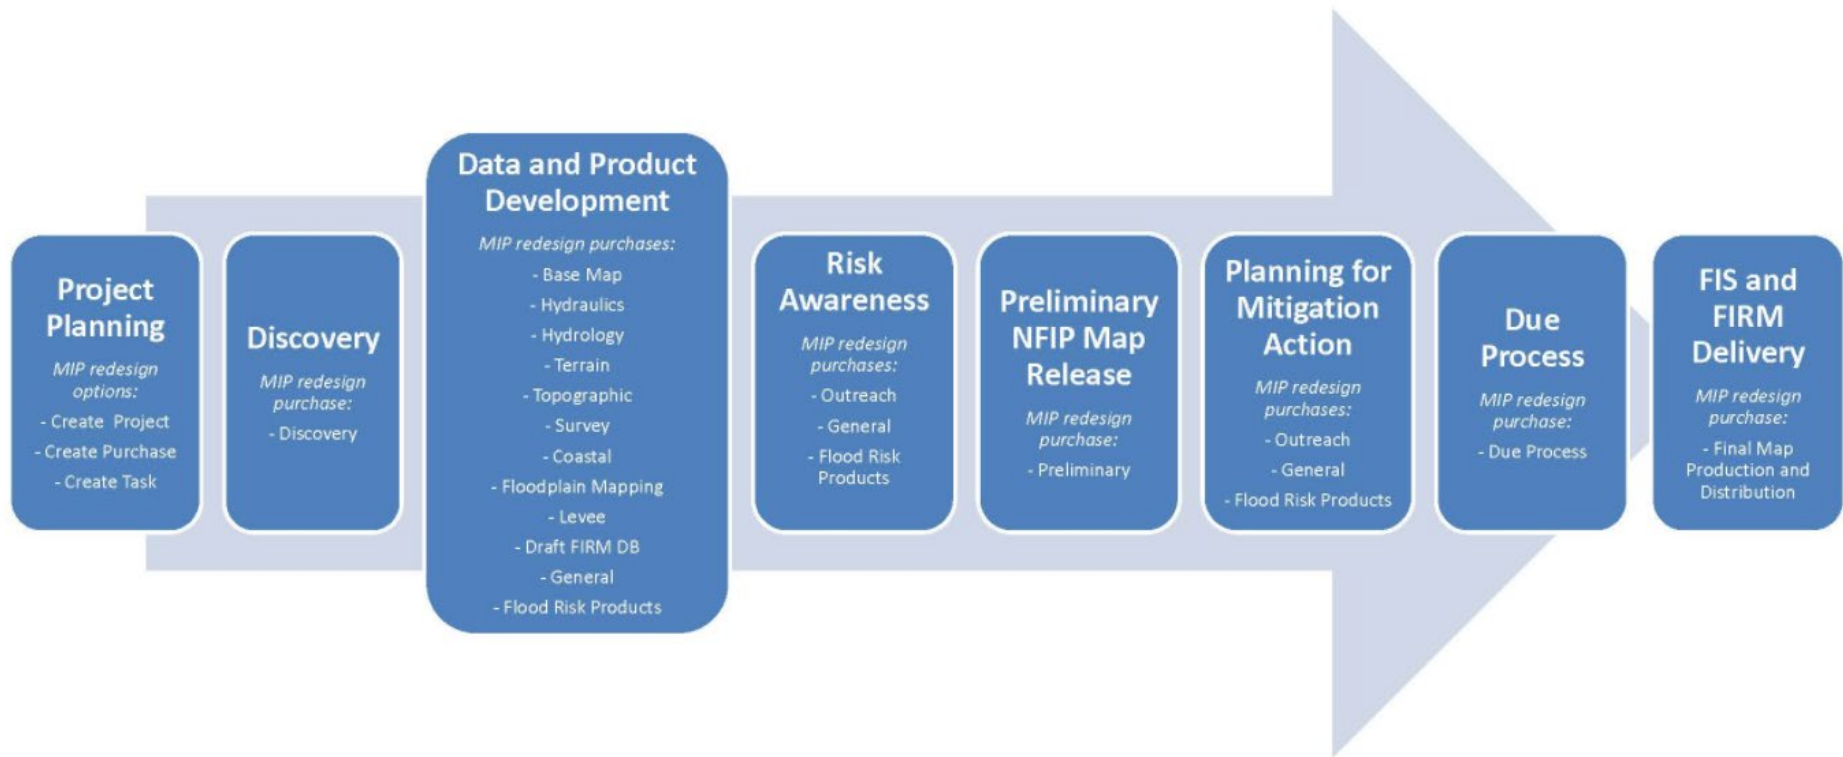 Project
Planning
MIP redesign
options:
- Create Project
- Create Purchase
- Create Task
Discovery
MIP redesign
purchase:
- Discovery
Data and Product
Development
MIP redesign purchases:
- Base Map
- Hydraulics
- Hydrology
- Terrain
- Topographic
- Survey
- Coastal
- Floodplain Mapping
- Levee
- Draft FIRM DB
- General
- Flood Risk Products
Risk
Awareness
MIP redesign
purchases:
- Outreach
- General
- Flood Risk
Products
Preliminary
NFIP Map
Release
MIP redesign
purchase:
- Preliminary
Planning for
Mitigation
Action
MIP redesign
purchases:
- Outreach
- General
- Flood Risk Products
Due
Process
MIP redesign
purchase:
- Due Process
FIS and
FIRM
Delivery
MIP redesign
purchase:
- Final Map
Production and
Distribution